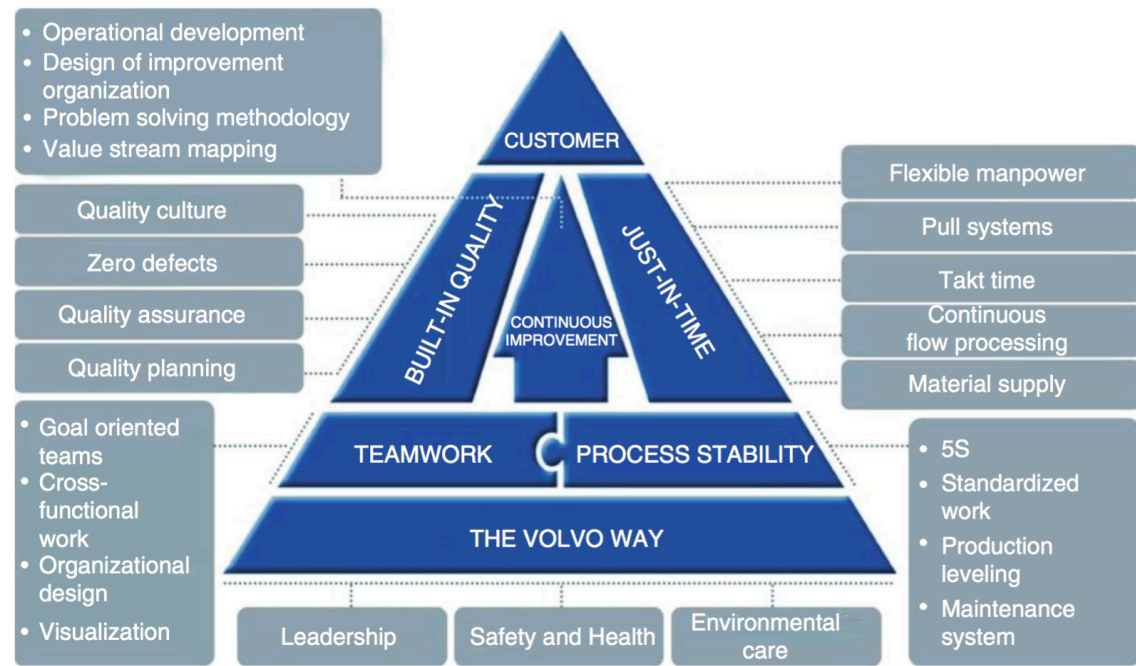 • Operational development
• Design of improvement
organization
• Problem solving methodology
• Value stream mapping
CUSTOMER
Quality culture
Zero defects
Quality assurance
Quality planning
BUILT-IN QUALITY
CONTINUOUS
IMPROVEMENT
JUST-IN-TIME
Flexible manpower
Pull systems
Takt time
Continuous
flow processing
Material supply
• Goal oriented
teams
• Cross-
functional
work
• Organizational
design
• Visualization
TEAMWORK
PROCESS STABILITY
• 5S
• Standardized
work
• Production
leveling
• Maintenance
system
THE VOLVO WAY
Leadership
Safety and Health
Environmental
care